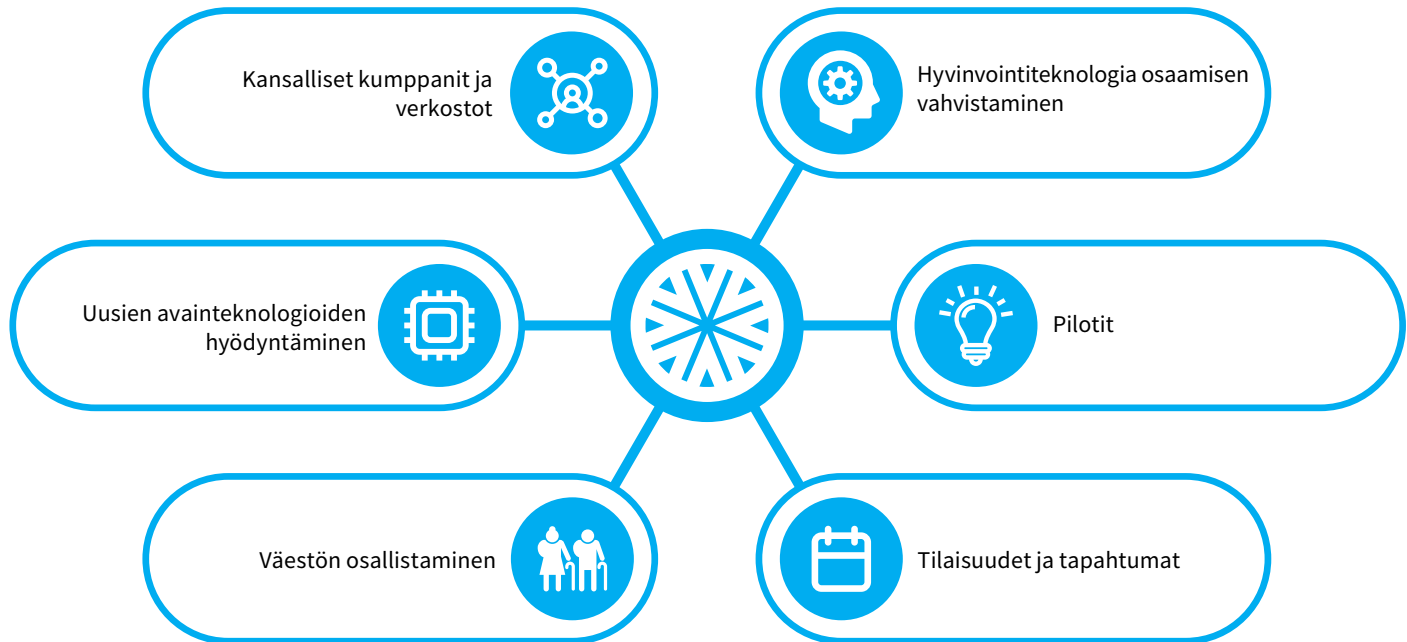 Kansalliset kumppanit ja
verkostot
Hyvinvointiteknologia osaamisen
vahvistaminen
Uusien avainteknologioiden
hyödyntäminen
Pilotit
Väestön osallistaminen
Tilaisuudet ja tapahtumat